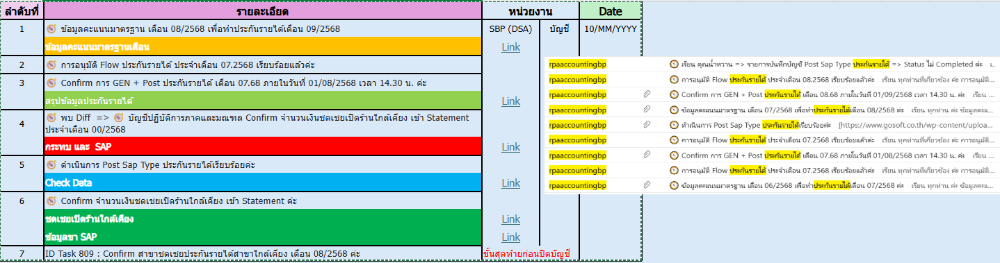 ลำดับที่ รายละเอียด หน่วยงาน Date
1 ข้อมูลคะแนนมาตรฐาน เดือน 08/2568 เพื่อทำประกันรายได้เดือน 09/2568 SBP (DSA) บัญชี 10/MM/YYYY
ข้อมูลคะแนนมาตรฐานเดือน Link
2 การอนุมัติ Flow ประกันรายได้ ประจำเดือน 07.2568 เรียบร้อยแล้วค่ะ
3 Confirm การ GEN + Post ประกันรายได้ เดือน 07.68 ภายในวันที่ 01/08/2568 เวลา 14.30 น. ค่ะ
สรุปข้อมูลประกันรายได้ Link
4 พบ Diff => บัญชีปฏิบัติการภาคและมณฑล Confirm จำนวนเงินชดเชยเปิดร้านใกล้เคียง เข้า Statement
ประจำเดือน 00/2568
กระทบ และ SAP Link
5 ดำเนินการ Post Sap Type ประกันรายได้เรียบร้อยค่ะ
Check Data Link
6 Confirm จำนวนเงินชดเชยเปิดร้านใกล้เคียง เข้า Statement ค่ะ
ชดเชยเปิดร้านใกล้เคียง Link
ข้อมูลขา SAP Link
7 ID Task 809 : Confirm สาขาชดเชยประกันรายได้สาขาใกล้เคียง เดือน 08/2568 ค่ะ ขั้นสุดท้ายก่อนปิดบัญชี
rpaaccountingbp เรียน คุณน้ำหวาน => รายการบันทึกบัญชี Post Sap Type ประกันรายได้ => Status ไม่ Completed ค่ะ เ...
rpaaccountingbp การอนุมัติ Flow ประกันรายได้ ประจำเดือน 08.2568 เรียบร้อยแล้วค่ะ เรียน ทุกท่านที่เกี่ยวข้อง ค่ะ การอนุมัติ...
rpaaccountingbp Confirm การ GEN + Post ประกันรายได้ เดือน 08.68 ภายในวันที่ 01/09/2568 เวลา 14.30 น. ค่ะ เรียน ...
rpaaccountingbp ข้อมูลคะแนนมาตรฐาน เดือน 07/2568 เพื่อทำประกันรายได้เดือน 08/2568 เรียน ทุกท่าน ค่ะ ข้อมูลคะ...
rpaaccountingbp ดำเนินการ Post Sap Type ประกันรายได้เรียบร้อยค่ะ [https://www.gosoft.co.th/wp-content/uploa...
rpaaccountingbp การอนุมัติ Flow ประกันรายได้ ประจำเดือน 07.2568 เรียบร้อยแล้วค่ะ เรียน ทุกท่านที่เกี่ยวข้อง ค่ะ การอนุมัติ...
rpaaccountingbp Confirm การ GEN + Post ประกันรายได้ เดือน 07.68 ภายในวันที่ 01/08/2568 เวลา 14.30 น. ค่ะ เรียน ...
rpaaccountingbp การอนุมัติ Flow ประกันรายได้ ประจำเดือน 07.2568 เรียบร้อยแล้วค่ะ เรียน ทุกท่านที่เกี่ยวข้อง ค่ะ การอนุมัติ...
rpaaccountingbp ข้อมูลคะแนนมาตรฐาน เดือน 06/2568 เพื่อทำประกันรายได้เดือน 07/2568 เรียน ทุกท่าน ค่ะ ข้อมูลคะแ...